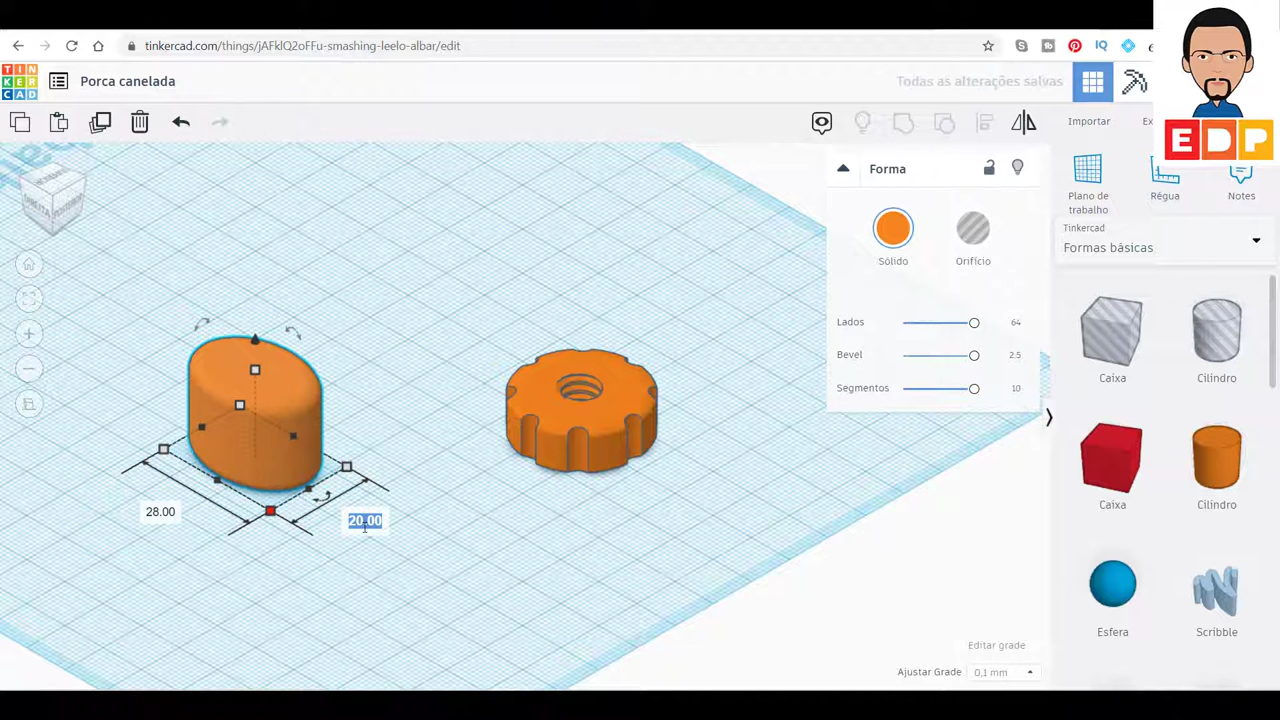 tinkercad.com/things/jAFklQ2oFFu-smashing-leelo-albar/edit
IQ
TIN
KER
CAD
Porca canelada
Todas as alterações salvas
EDP
Importar
Ex
Plano de
trabalho
Régua
Notes
Forma
Sólido
Orifício
Tinkercad
Formas básicas
Lados 64
Bevel 2.5
Segmentos 10
Caixa
Cilindro
Caixa
Cilindro
28.00
20.00
Esfera
Scribble
Editar grade
Ajustar Grade 0,1 mm